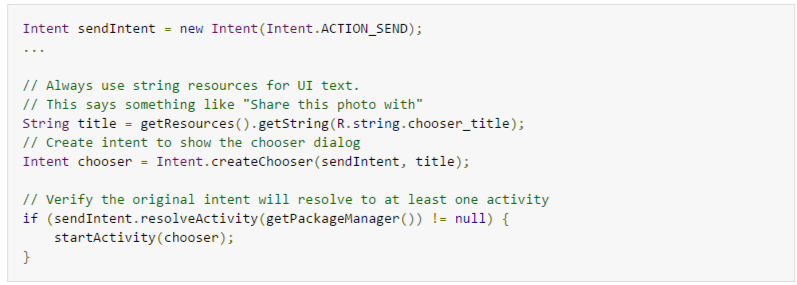 Intent sendIntent = new Intent(Intent.ACTION_SEND);
...
// Always use string resources for UI text.
// This says something like "Share this photo with"
String title = getResources().getString(R.string.chooser_title);
// Create intent to show the chooser dialog
Intent chooser = Intent.createChooser(sendIntent, title);
// Verify the original intent will resolve to at least one activity
if (sendIntent.resolveActivity(getPackageManager()) != null) {
    startActivity(chooser);
}